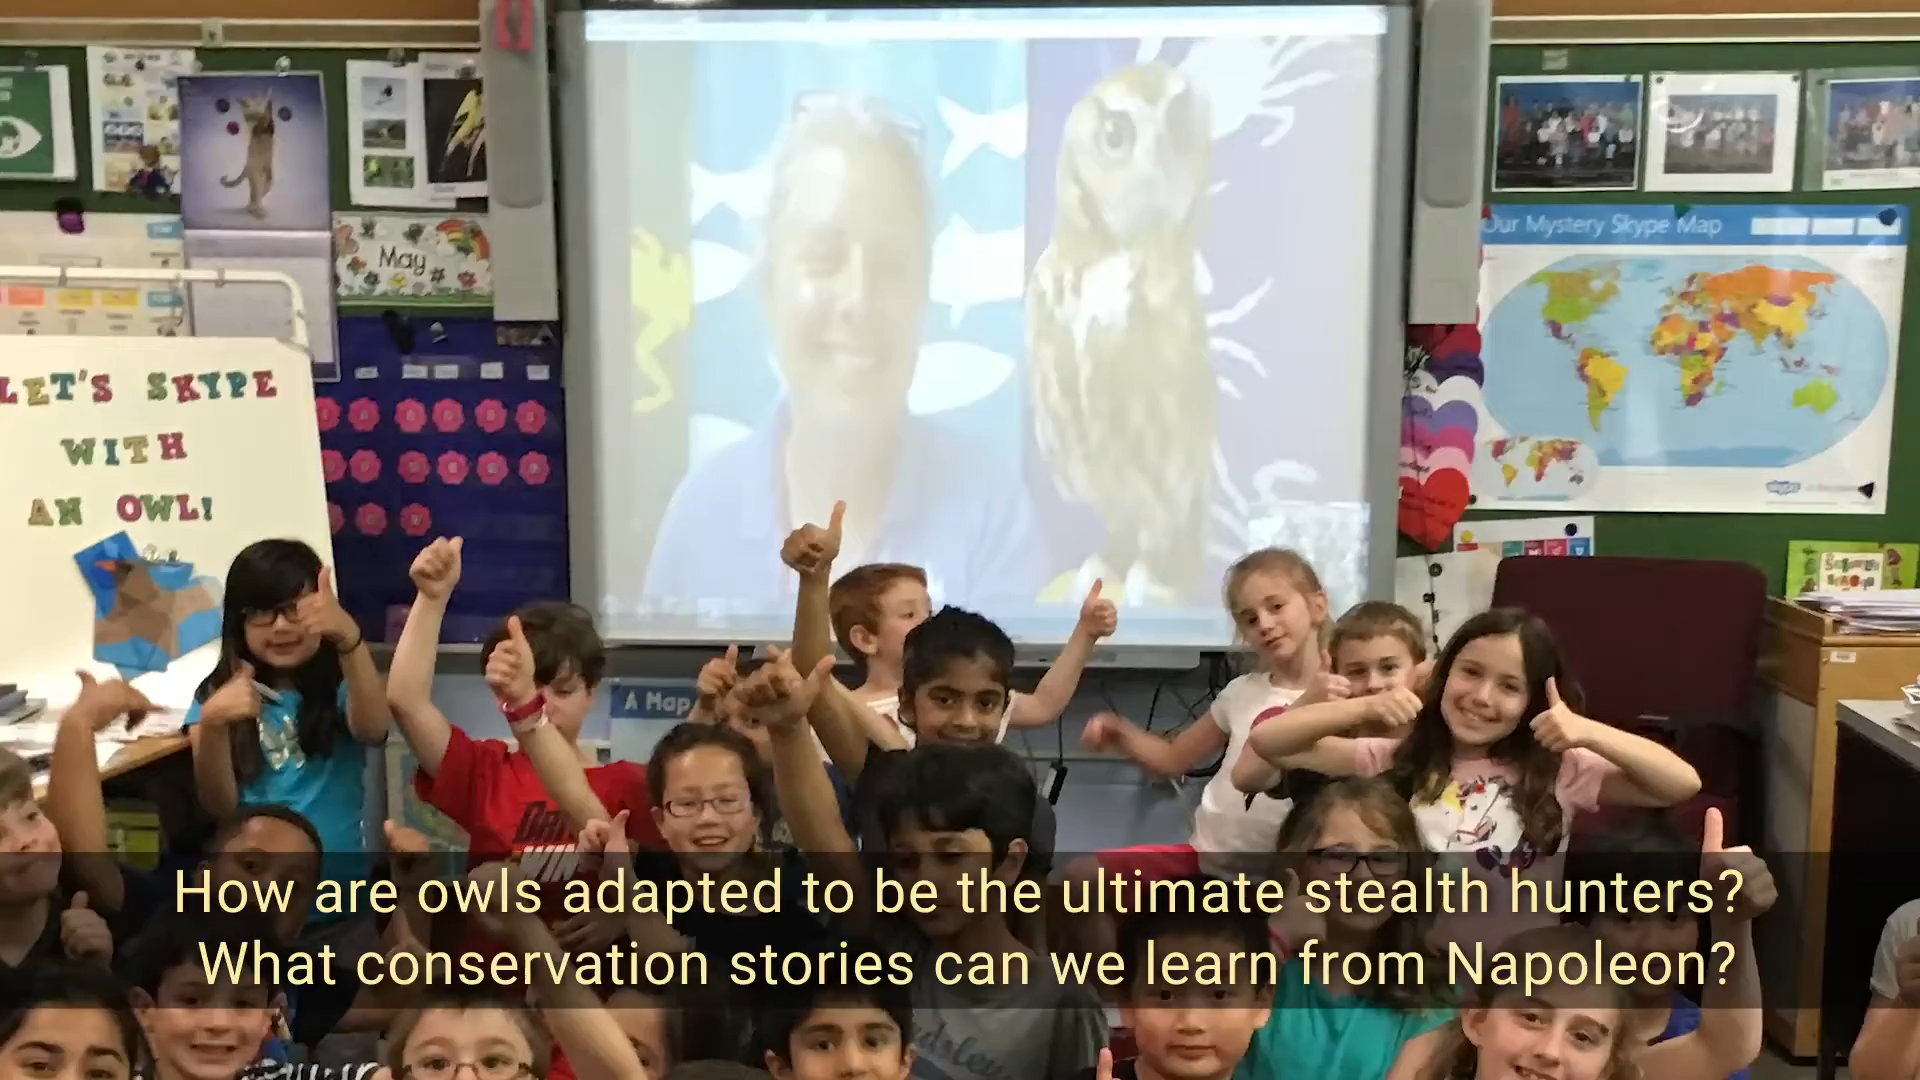 May
Our Mystery Skype Map
LET'S SKYPE
WITH
AN OWL!
A Map
How are owls adapted to be the ultimate stealth hunters?
What conservation stories can we learn from Napoleon?